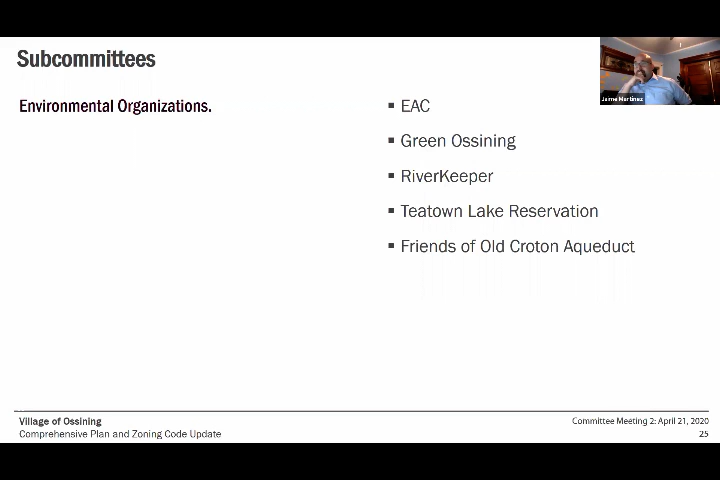 Subcommittees
Jaime Martinez
Environmental Organizations.
▪ EAC
▪ Green Ossining
▪ RiverKeeper
▪ Teatown Lake Reservation
▪ Friends of Old Croton Aqueduct
Village of Ossining
Comprehensive Plan and Zoning Code Update
Committee Meeting 2: April 21, 2020
25